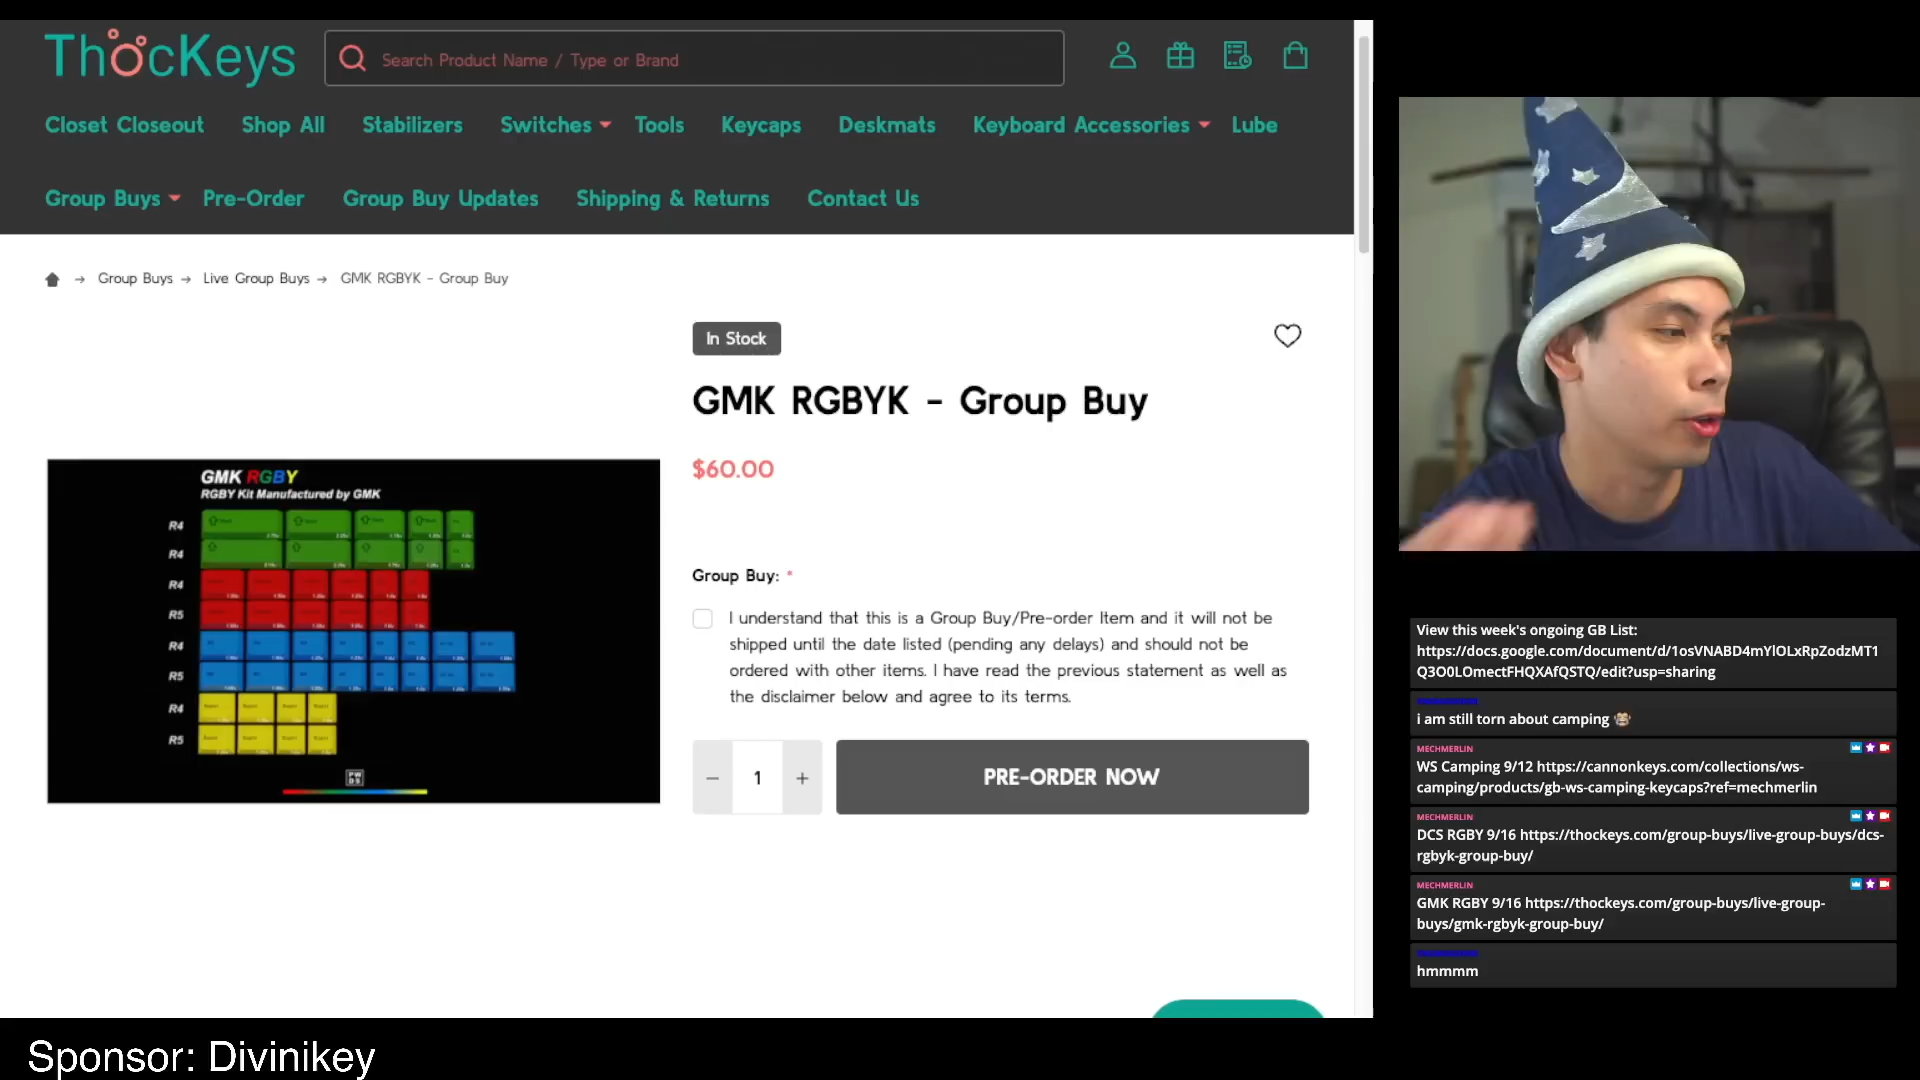 ThocKeys
Search Product Name / Type or Brand
Closet Closeout Shop All Stabilizers Switches Tools Keycaps Deskmats Keyboard Accessories Lube
Group Buys Pre-Order Group Buy Updates Shipping & Returns Contact Us
Group Buys Live Group Buys GMK RGBYK - Group Buy
In Stock
GMK RGBYK - Group Buy
$60.00
GMK RGBY
RGBY Kit Manufactured by GMK
R4
R4
R4
R5
R4
R5
R4
R5
Group Buy: *
I understand that this is a Group Buy/Pre-order Item and it will not be
shipped until the date listed (pending any delays) and should not be
ordered with other items. I have read the previous statement as well as
the disclaimer below and agree to its terms.
− 1 +
PRE-ORDER NOW
View this week's ongoing GB List:
https://docs.google.com/document/d/1osVNABD4mYlOLxRpZodzMT1
Q3O0LOmectFHQXAfQSTQ/edit?usp=sharing
i am still torn about camping
MECHMERLIN
WS Camping 9/12 https://cannonkeys.com/collections/ws-
camping/products/gb-ws-camping-keycaps?ref=mechmerlin
MECHMERLIN
DCS RGBY 9/16 https://thockeys.com/group-buys/live-group-buys/dcs-
rgbyk-group-buy/
MECHMERLIN
GMK RGBY 9/16 https://thockeys.com/group-buys/live-group-
buys/gmk-rgbyk-group-buy/
hmmmm
Sponsor: Divinikey